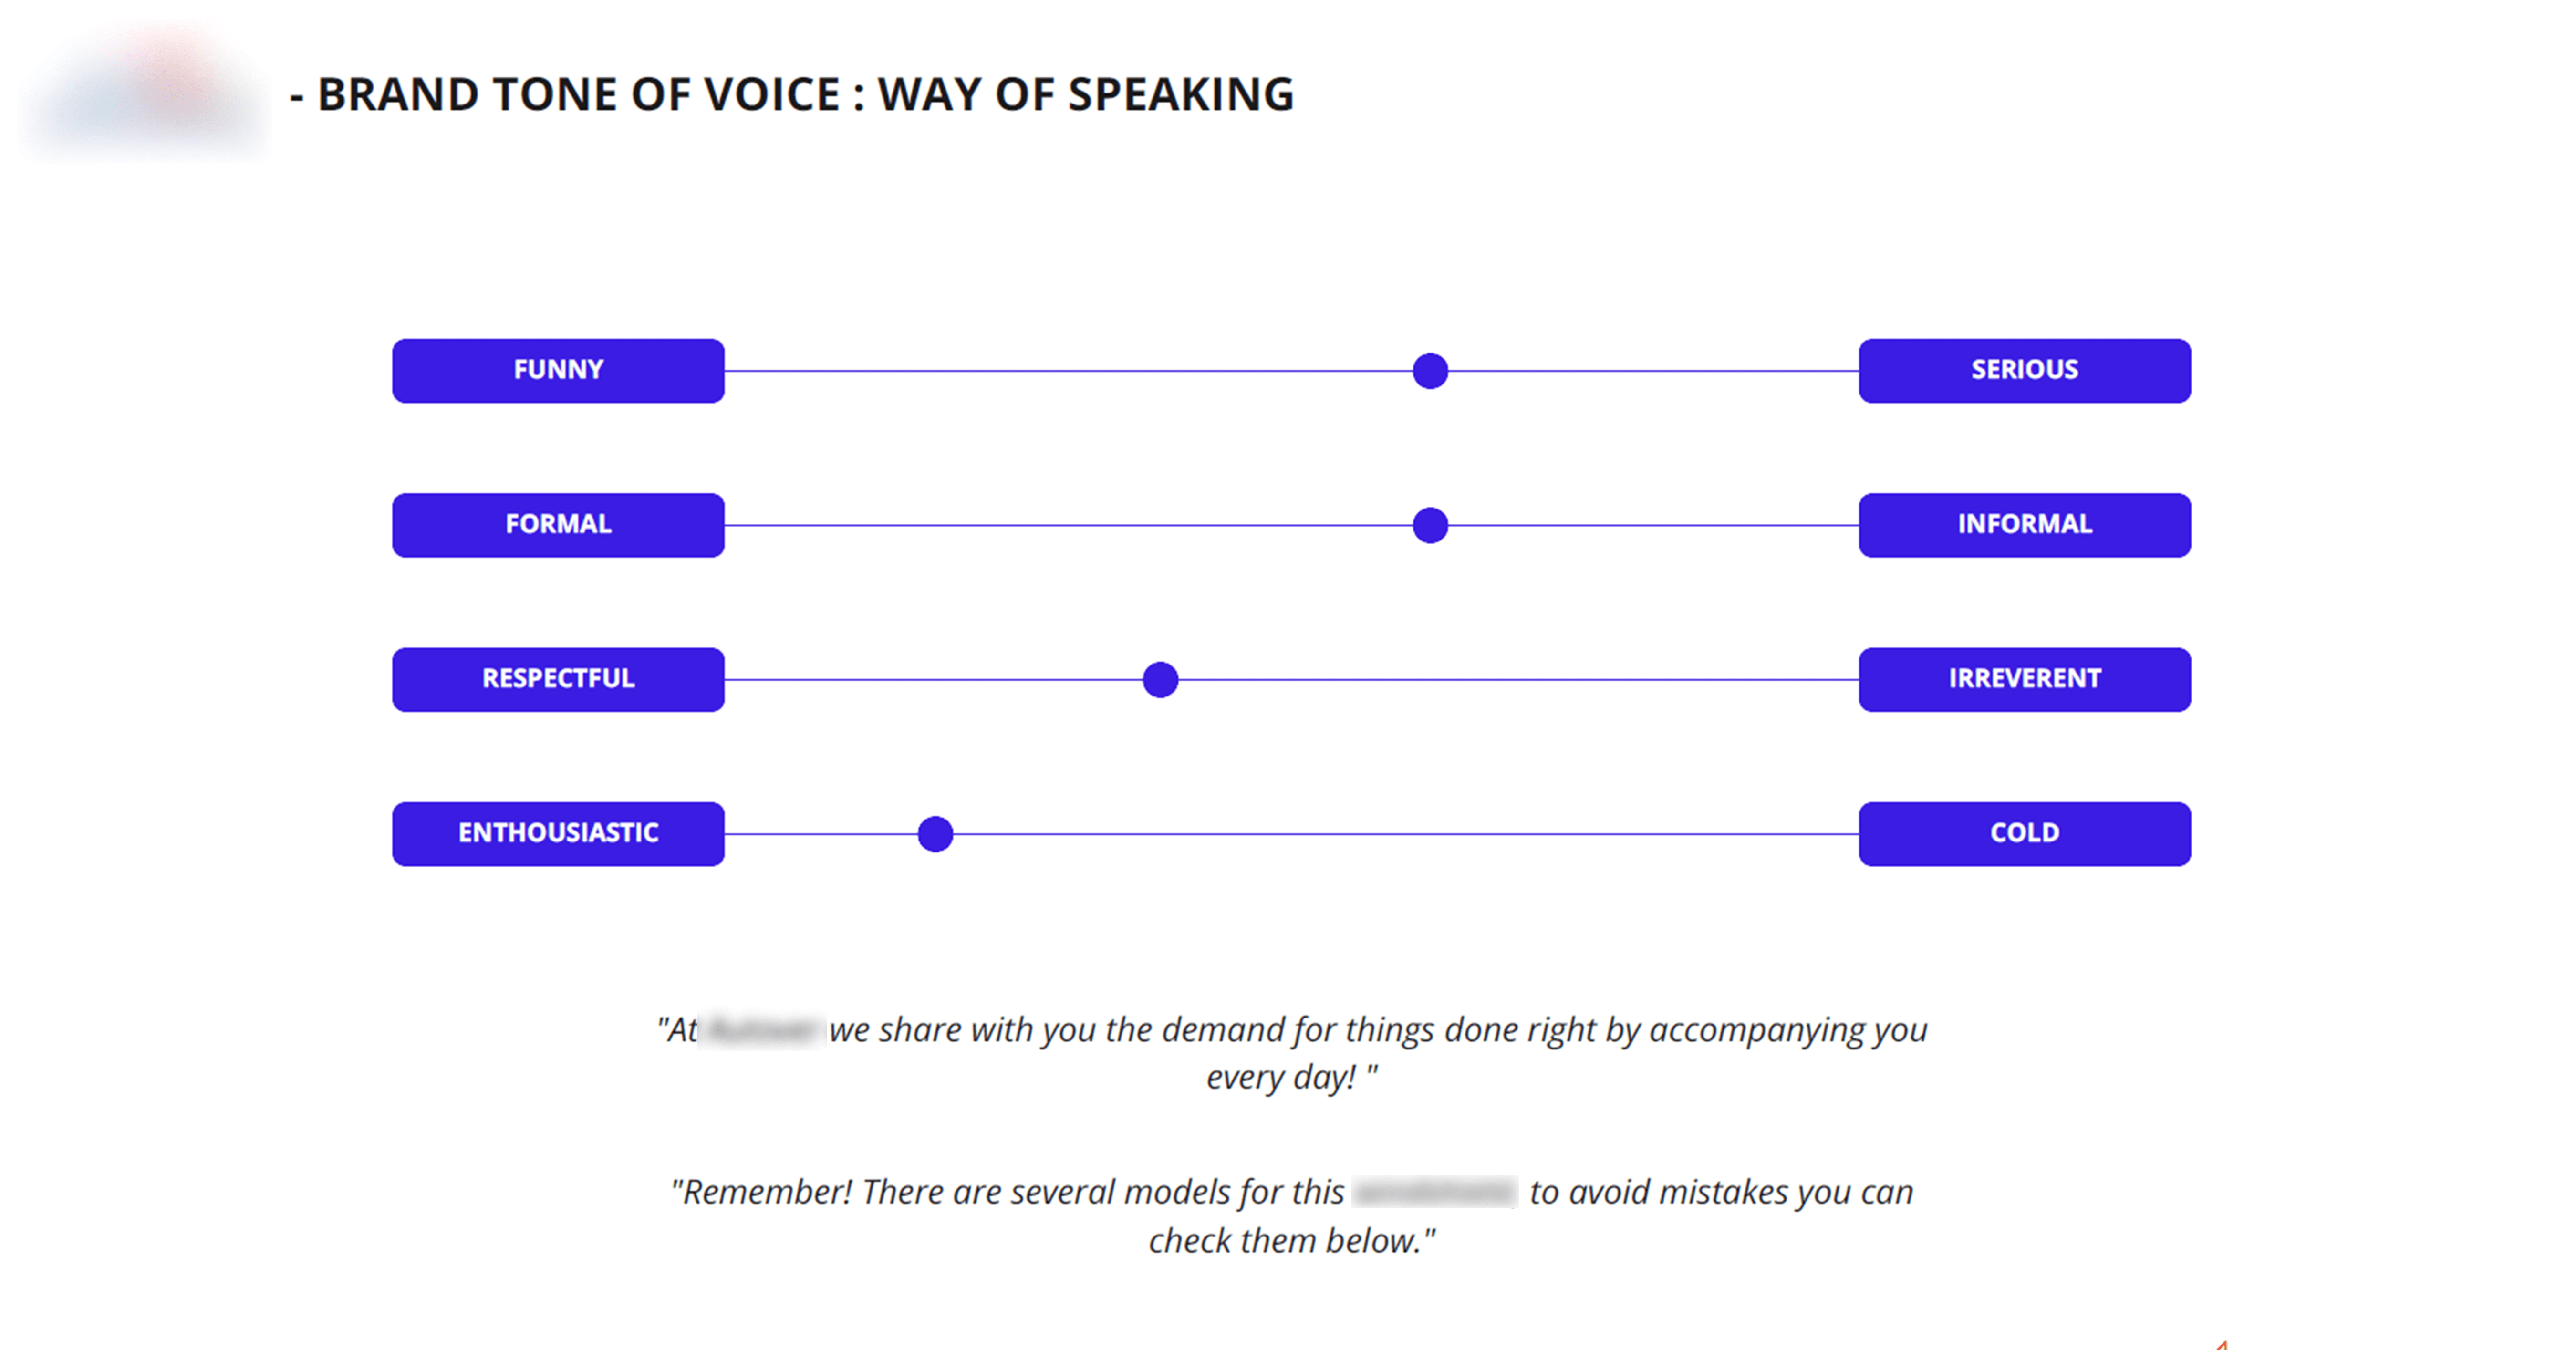 - BRAND TONE OF VOICE : WAY OF SPEAKING
FUNNY SERIOUS
FORMAL INFORMAL
RESPECTFUL IRREVERENT
ENTHOUSIASTIC COLD
"At we share with you the demand for things done right by accompanying you
every day! "
"Remember! There are several models for this to avoid mistakes you can
check them below."